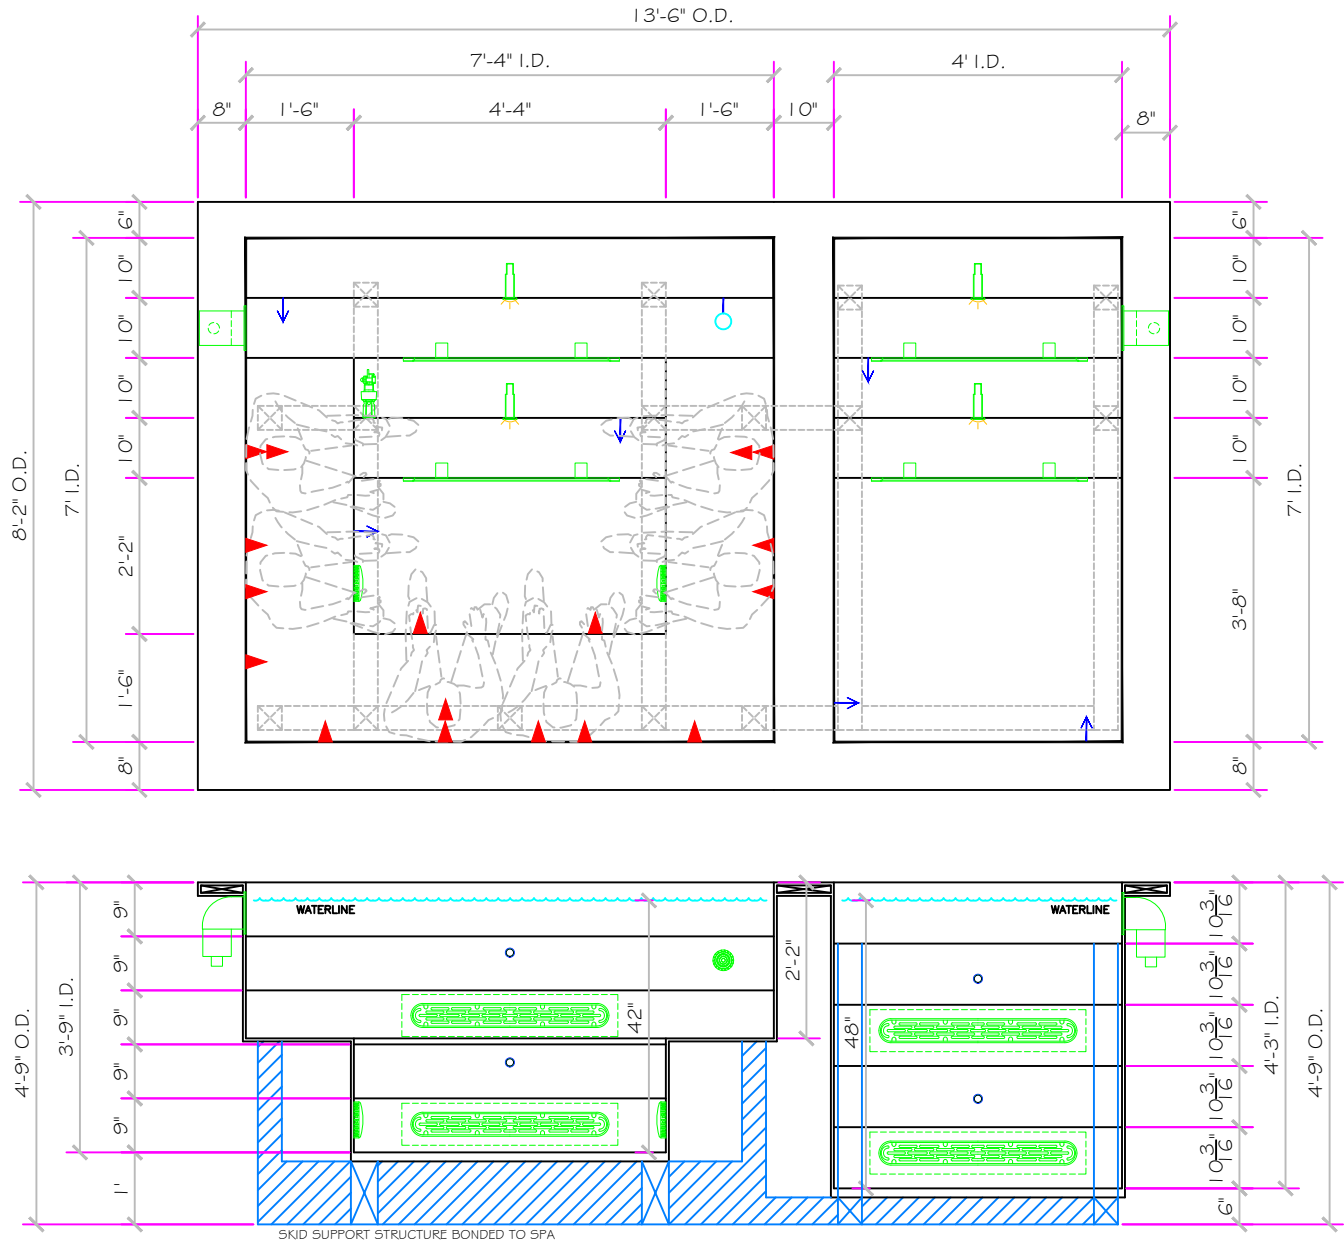 13'-6" O.D.
7'-4" I.D.
4' I.D.
8"
1'-6"
4'-4"
1'-6"
10"
8"
8'-2" O.D.
7' I.D.
6"
10"
10"
10"
10"
2'-2"
1'-6"
8"
6"
10"
10"
10"
10"
3'-8"
8"
7' I.D.
4'-9" O.D.
3'-9" I.D.
9"
9"
9"
9"
9"
1'
WATERLINE
WATERLINE
42"
2'-2"
48"
10 3/16"
10 3/16"
10 3/16"
10 3/16"
10 3/16"
6"
4'-3" I.D.
4'-9" O.D.
SKID SUPPORT STRUCTURE BONDED TO SPA